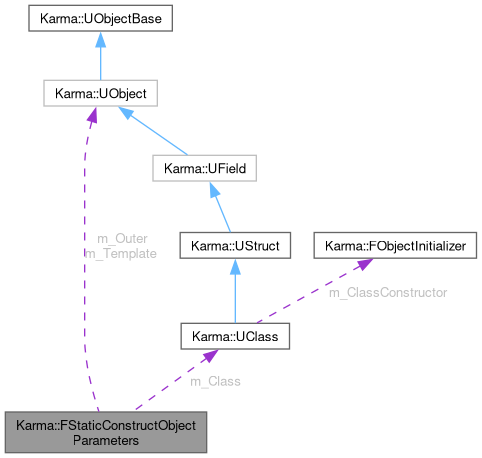 Karma::UObjectBase
Karma::UObject
Karma::UField
m_Outer
m_Template
Karma::UStruct
Karma::FObjectInitializer
m_ClassConstructor
Karma::UClass
m_Class
Karma::FStaticConstructObject
Parameters